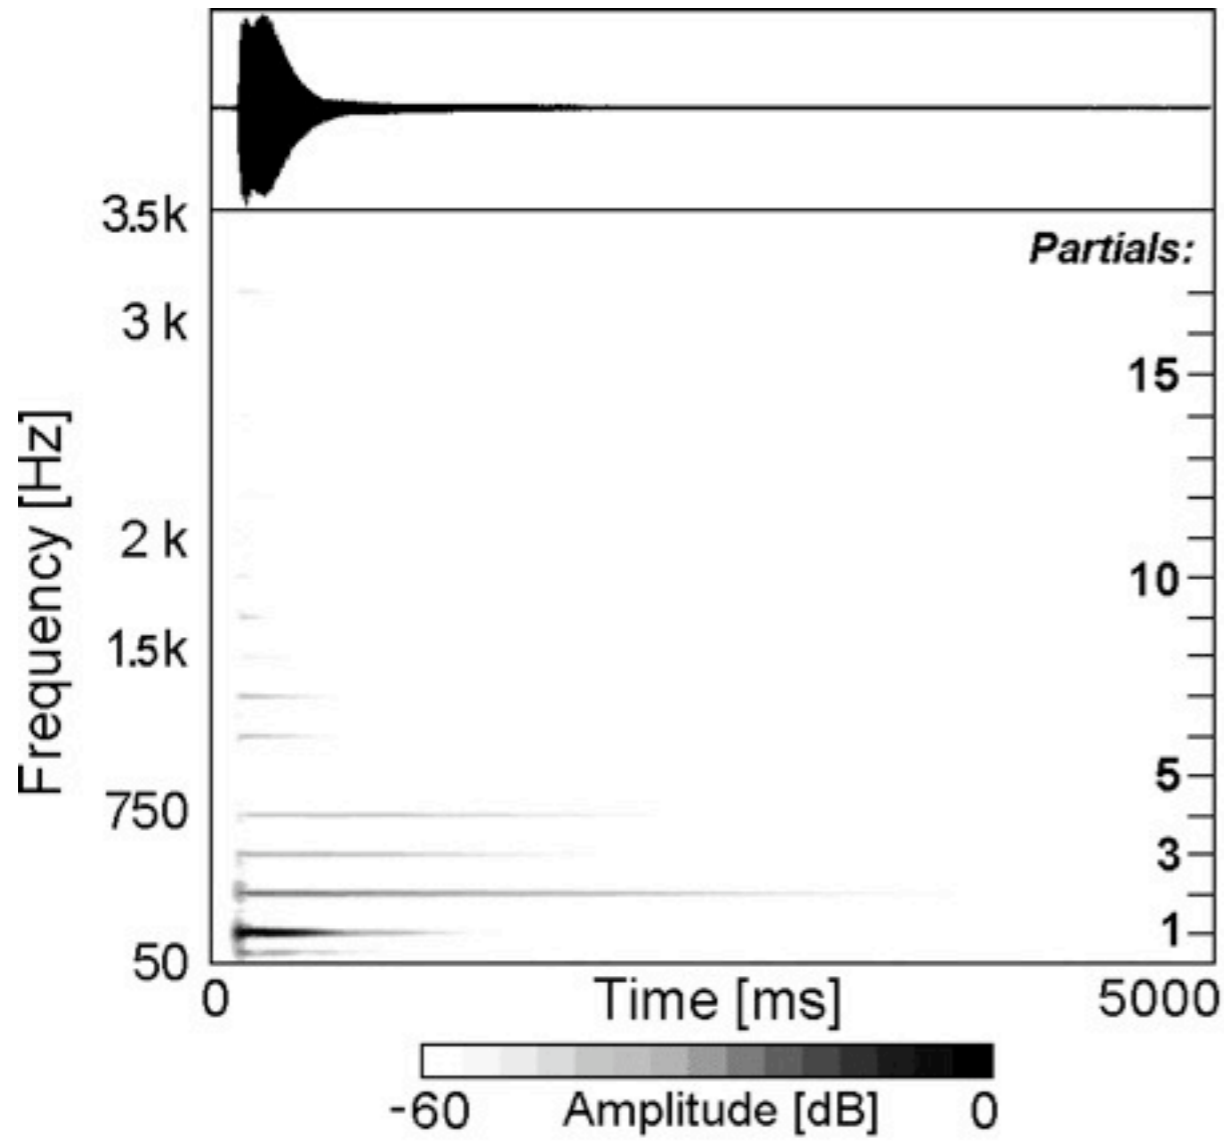 3.5k
Partials:
3 k
15
2 k
10
1.5k
5
750
3
1
50
Frequency [Hz]
0
Time [ms]
5000
-60
Amplitude [dB]
0